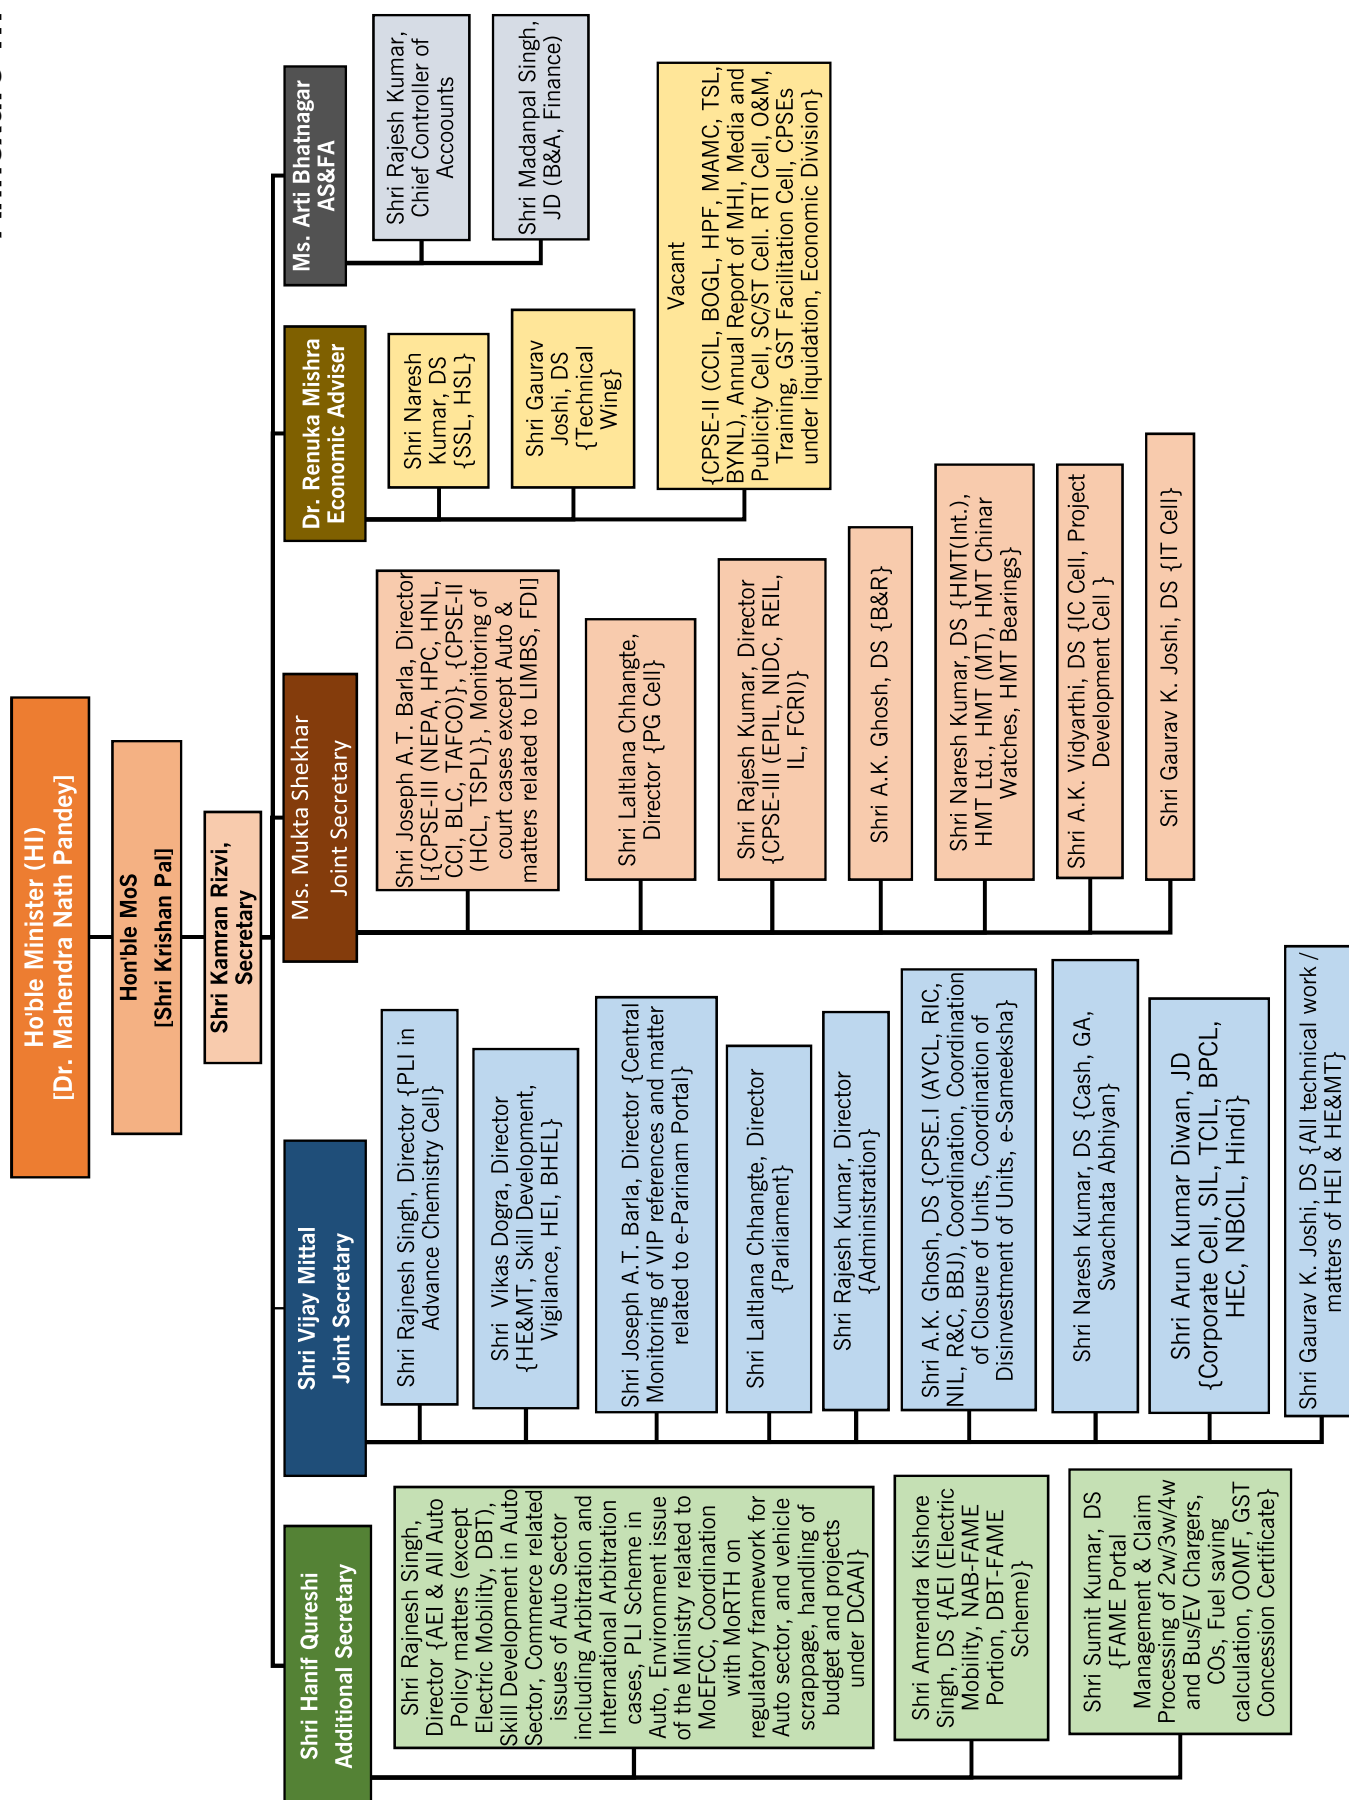 Ho'ble Minister (HI)
[Dr. Mahendra Nath Pandey]
Hon'ble MoS
[Shri Krishan Pal]
Shri Kamran Rizvi,
Secretary
Shri Hanif Qureshi
Additional Secretary
Shri Rajnesh Singh,
Director {AEI & All Auto
Policy matters (except
Electric Mobility, DBT),
Skill Development in Auto
Sector, Commerce related
issues of Auto Sector
including Arbitration and
International Arbitration
cases, PLI Scheme in
Auto, Environment issue
of the Ministry related to
MoEFCC, Coordination
with MoRTH on
regulatory framework for
Auto sector, and vehicle
scrappage, handling of
budget and projects
under DCAAI}
Shri Amrendra Kishore
Singh, DS {AEI (Electric
Mobility, NAB-FAME
Portion, DBT-FAME
Scheme)}
Shri Sumit Kumar, DS
{FAME Portal
Management & Claim
Processing of 2w/3w/4w
and Bus/EV Chargers,
COs, Fuel saving
calculation, OOMF, GST
Concession Certificate}
Shri Vijay Mittal
Joint Secretary
Shri Rajnesh Singh, Director {PLI in
Advance Chemistry Cell}
Shri Vikas Dogra, Director
{HE&MT, Skill Development,
Vigilance, HEI, BHEL}
Shri Joseph A.T. Barla, Director {Central
Monitoring of VIP references and matter
related to e-Parinam Portal}
Shri Laltlana Chhangte, Director
{Parliament}
Shri Rajesh Kumar, Director
{Administration}
Shri A.K. Ghosh, DS {CPSE.I (AYCL, RIC,
NIL, R&C, BBJ), Coordination, Coordination
of Closure of Units, Coordination of
Disinvestment of Units, e-Sameeksha}
Shri Naresh Kumar, DS {Cash, GA,
Swachhata Abhiyan}
Shri Arun Kumar Diwan, JD
{Corporate Cell, SIL, TCIL, BPCL,
HEC, NBCIL, Hindi}
Shri Gaurav K. Joshi, DS {All technical work /
matters of HEI & HE&MT}
Ms. Mukta Shekhar
Joint Secretary
Shri Joseph A.T. Barla, Director
[{CPSE-III (NEPA, HPC, HNL,
CCI, BLC, TAFCO)}, {CPSE-II
(HCL, TSPL)}, Monitoring of
court cases except Auto &
matters related to LIMBS, FDI]
Shri Laltlana Chhangte,
Director {PG Cell}
Shri Rajesh Kumar, Director
{CPSE-III (EPIL, NIDC, REIL,
IL, FCRI)}
Shri A.K. Ghosh, DS {B&R}
Shri Naresh Kumar, DS {HMT(Int.),
HMT Ltd., HMT (MT), HMT Chinar
Watches, HMT Bearings}
Shri A.K. Vidyarthi, DS {IC Cell, Project
Development Cell }
Shri Gaurav K. Joshi, DS {IT Cell}
Dr. Renuka Mishra
Economic Adviser
Shri Naresh
Kumar, DS
{SSL, HSL}
Shri Gaurav
Joshi, DS
{Technical
Wing}
Vacant
{CPSE-II (CCIL, BOGL, HPF, MAMC, TSL,
BYNL), Annual Report of MHI, Media and
Publicity Cell, SC/ST Cell. RTI Cell, O&M,
Training, GST Facilitation Cell, CPSEs
under liquidation, Economic Division}
Ms. Arti Bhatnagar
AS&FA
Shri Rajesh Kumar,
Chief Controller of
Accoounts
Shri Madanpal Singh,
JD (B&A, Finance)